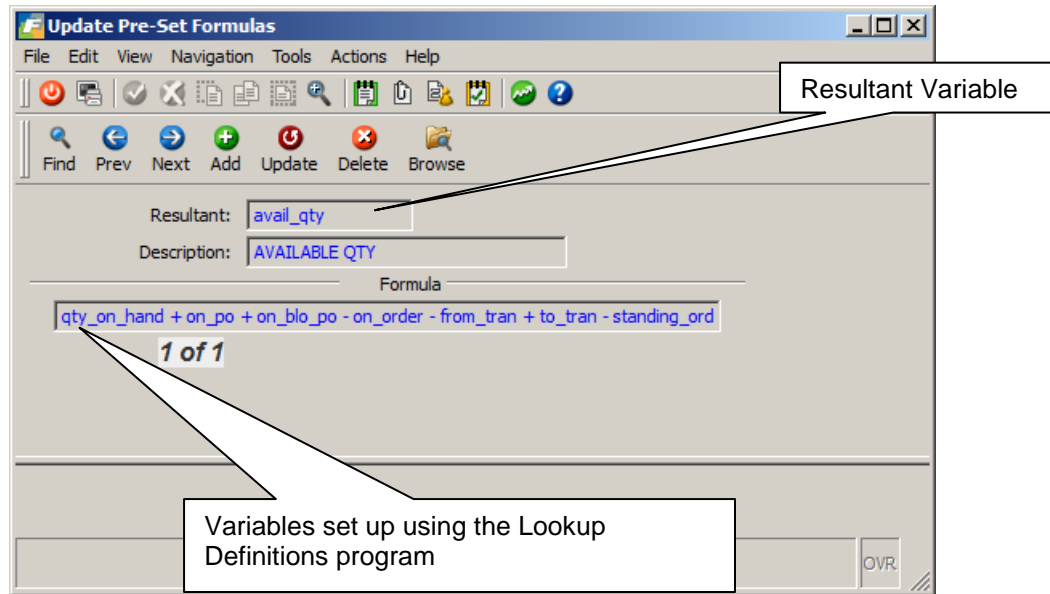 Update Pre-Set Formulas
File Edit View Navigation Tools Actions Help
Resultant Variable
Find Prev Next Add Update Delete Browse
Resultant: avail_qty
Description: AVAILABLE QTY
Formula
qty_on_hand + on_po + on_blo_po - on_order - from_tran + to_tran - standing_ord
1 of 1
Variables set up using the Lookup
Definitions program
OVR